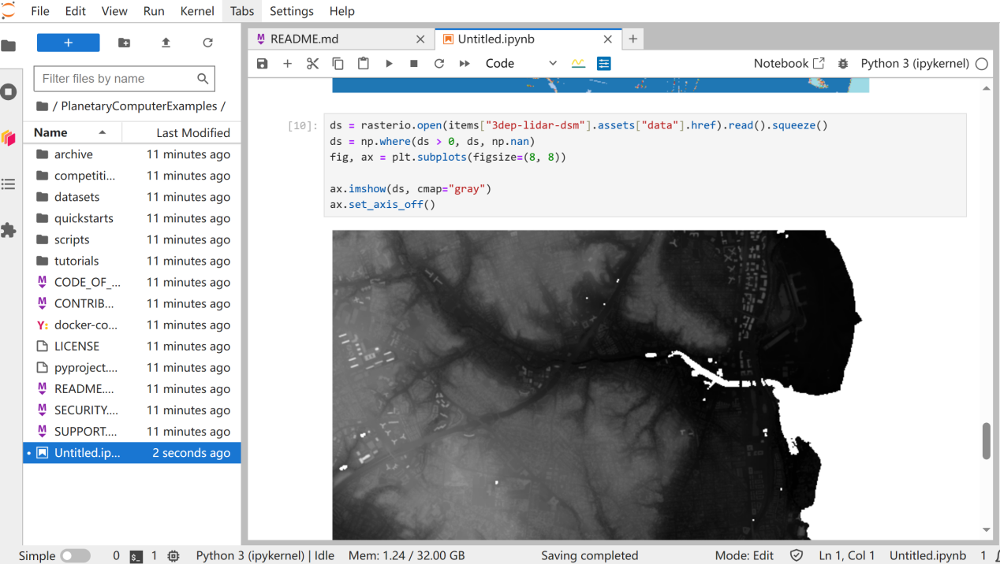 File Edit View Run Kernel Tabs Settings Help
README.md
Untitled.ipynb
Code
Notebook
Python 3 (ipykernel)
Filter files by name
/ PlanetaryComputerExamples /
Name Last Modified
archive 11 minutes ago
competiti... 11 minutes ago
datasets 11 minutes ago
quickstarts 11 minutes ago
scripts 11 minutes ago
tutorials 11 minutes ago
CODE_OF_... 11 minutes ago
CONTRIB... 11 minutes ago
docker-co... 11 minutes ago
LICENSE 11 minutes ago
pyproject.... 11 minutes ago
README.... 11 minutes ago
SECURITY.... 11 minutes ago
SUPPORT.... 11 minutes ago
Untitled.ip... 2 seconds ago
[10]: ds = rasterio.open(items["3dep-lidar-dsm"].assets["data"].href).read().squeeze()
ds = np.where(ds > 0, ds, np.nan)
fig, ax = plt.subplots(figsize=(8, 8))
ax.imshow(ds, cmap="gray")
ax.set_axis_off()
Simple 0 $_ 1 Python 3 (ipykernel) | Idle Mem: 1.24 / 32.00 GB Saving completed Mode: Edit Ln 1, Col 1 Untitled.ipynb 1